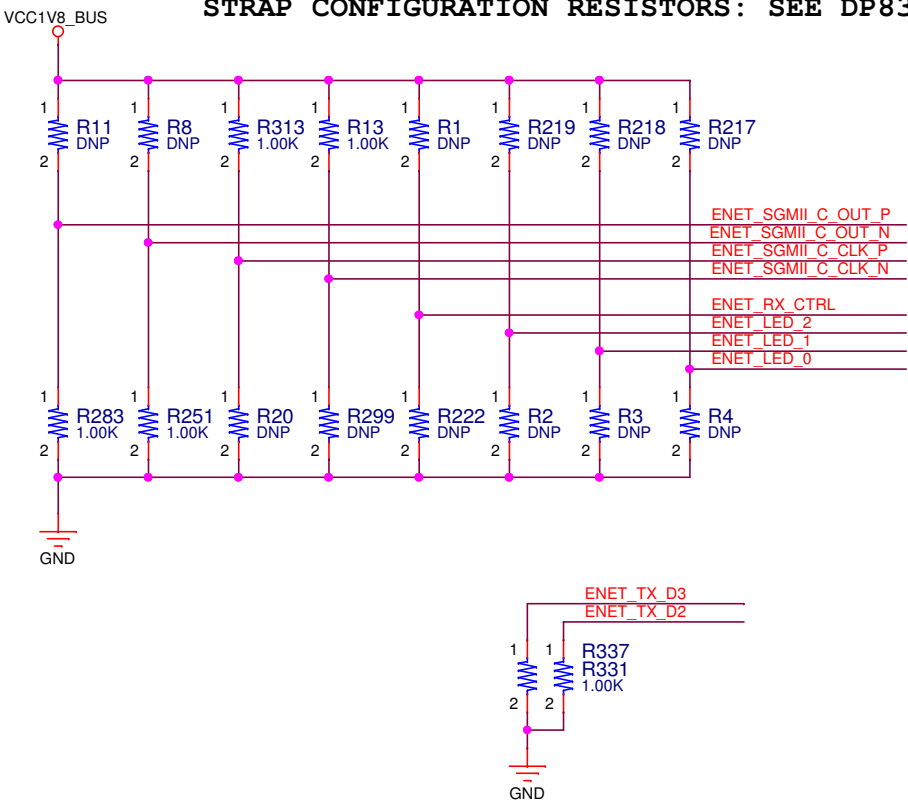 STRAP CONFIGURATION RESISTORS: SEE DP83
VCC1V8_BUS
1 1 1 1 1 1 1 1
R11 R8 R313 R13 R1 R219 R218 R217
DNP DNP 1.00K 1.00K DNP DNP DNP DNP
2 2 2 2 2 2 2 2
ENET_SGMII_C_OUT_P
ENET_SGMII_C_OUT_N
ENET_SGMII_C_CLK_P
ENET_SGMII_C_CLK_N
ENET_RX_CTRL
ENET_LED_2
ENET_LED_1
ENET_LED_0
1 1 1 1 1 1 1 1
R283 R251 R20 R299 R222 R2 R3 R4
1.00K 1.00K DNP DNP DNP DNP DNP DNP
2 2 2 2 2 2 2 2
GND
ENET_TX_D3
ENET_TX_D2
1 1 R337
R331
1.00K
2 2
GND